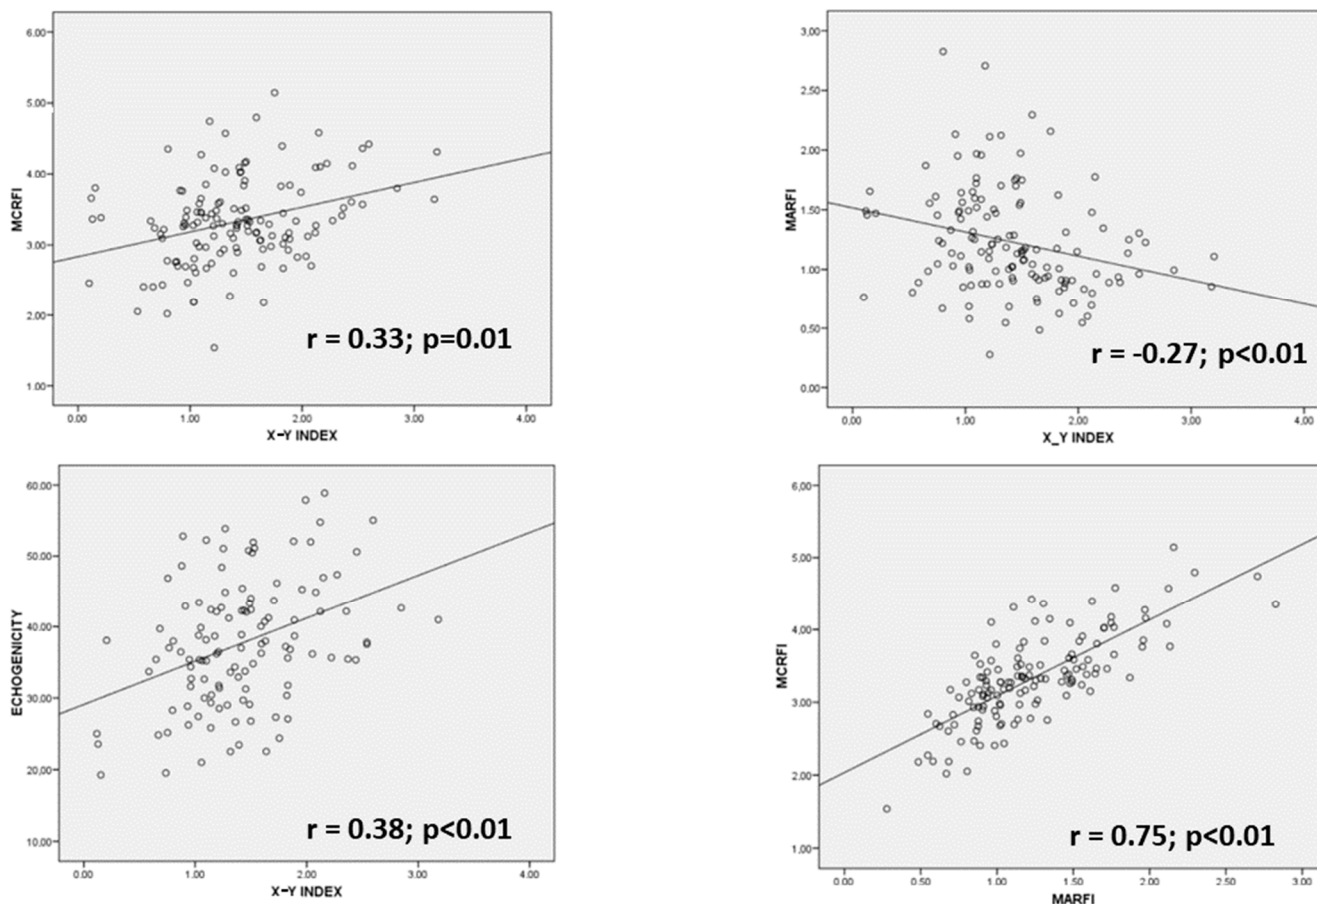 6.00
5.00
4.00
3.00
2.00
1.00
MCRFI
0.00 1.00 2.00 3.00 4.00
X-Y INDEX
r = 0.33; p=0.01
3,00
2.50
2.00
1.50
1.00
0.50
0.00
MARFI
0.00 1.00 2.00 3.00 4.00
X_Y INDEX
r = -0.27; p<0.01
60.00
50.00
40.00
30.00
20.00
10.00
ECHOGENICITY
0.00 1.00 2.00 3.00 4.00
X-Y INDEX
r = 0.38; p<0.01
6,00
5.00
4,00
3.00
2.00
1,00
MCRFI
0.00 0.50 1.00 1.50 2.00 2.50 3.00
MARFI
r = 0.75; p<0.01